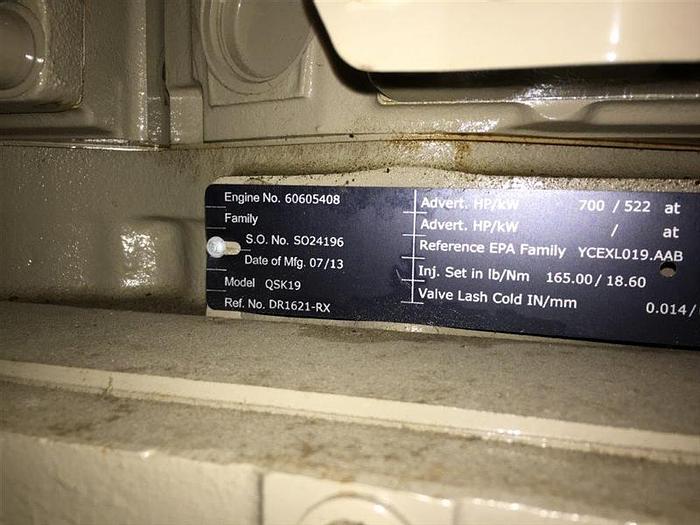 Engine No. 60605408
Family
S.O. No. SO24196
Date of Mfg. 07/13
Model QSK19
Ref. No. DR1621-RX
Advert. HP/kW 700 / 522 at
Advert. HP/kW / at
Reference EPA Family YCEXL019.AAB
Inj. Set in lb/Nm 165.00 / 18.60
Valve Lash Cold IN/mm 0.014/